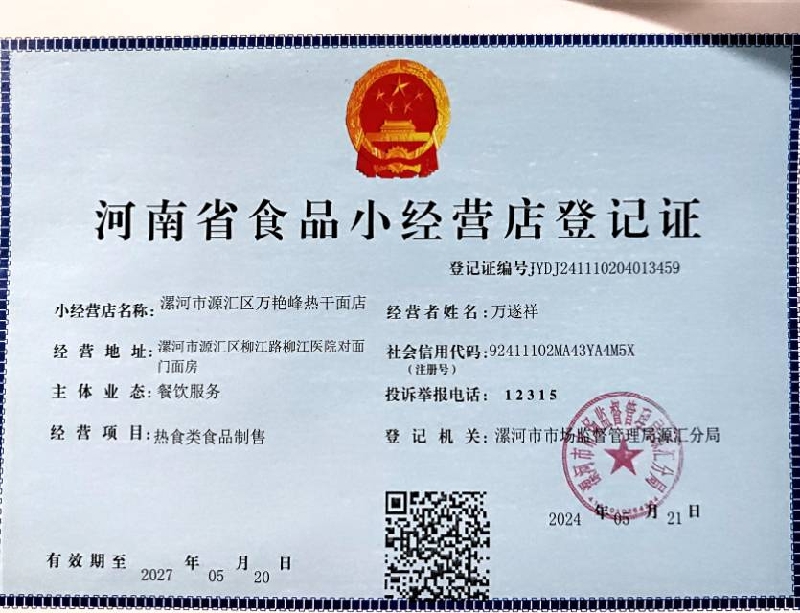 河南省食品小经营店登记证
登记证编号JYDJ241110204013459
小经营店名称: 漯河市源汇区万艳峰热干面店
经营者姓名: 万遂祥
经营地址: 漯河市源汇区柳江路柳江医院对面
门面房
社会信用代码: 92411102MA43YA4M5X
(注册号)
主体业态: 餐饮服务
投诉举报电话: 12315
经营项目: 热食类食品制售
登记机关: 漯河市市场监督管理局源汇分局
2024 年 05 月 21 日
有效期至 2027 年 05 月 20 日